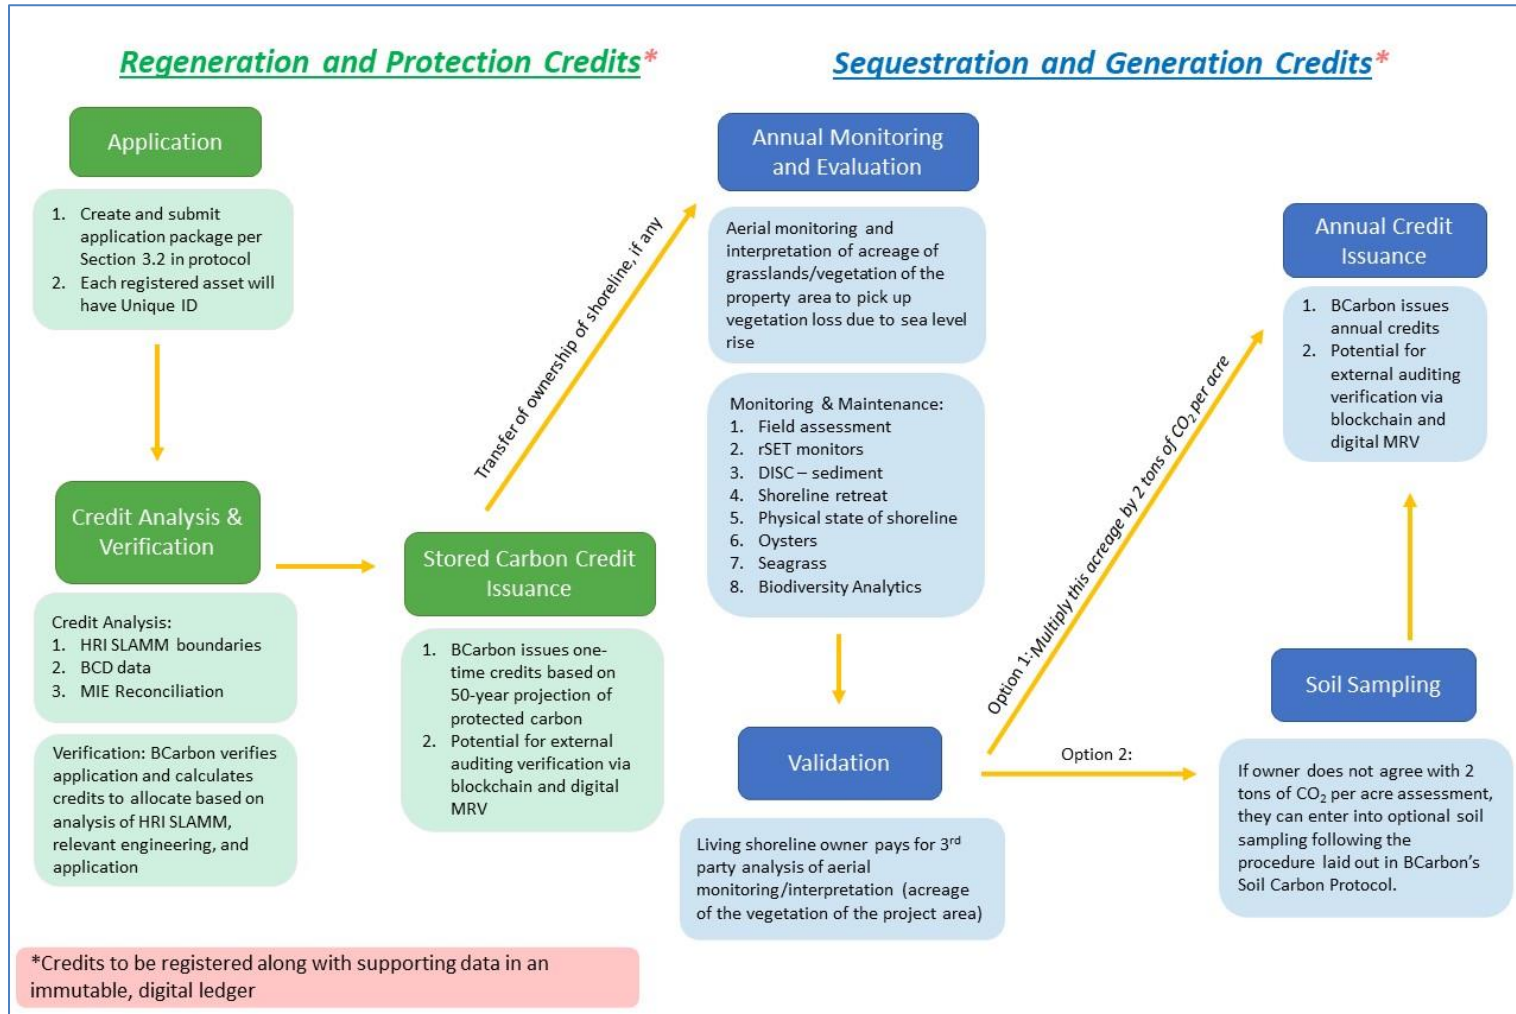 Regeneration and Protection Credits*
Application
1. Create and submit
application package per
Section 3.2 in protocol
2. Each registered asset will
have Unique ID
Credit Analysis &
Verification
Credit Analysis:
1. HRI SLAMM boundaries
2. BCD data
3. MIE Reconciliation
Verification: BCarbon verifies
application and calculates
credits to allocate based on
analysis of HRI SLAMM,
relevant engineering, and
application
Stored Carbon Credit
Issuance
1. BCarbon issues one-
time credits based on
50-year projection of
protected carbon
2. Potential for external
auditing verification via
blockchain and digital
MRV
Transfer of ownership of shoreline, if any
Sequestration and Generation Credits*
Annual Monitoring
and Evaluation
Aerial monitoring and
interpretation of acreage of
grasslands/vegetation of the
property area to pick up
vegetation loss due to sea level
rise
Monitoring & Maintenance:
1. Field assessment
2. rSET monitors
3. DISC – sediment
4. Shoreline retreat
5. Physical state of shoreline
6. Oysters
7. Seagrass
8. Biodiversity Analytics
Validation
Living shoreline owner pays for 3rd
party analysis of aerial
monitoring/interpretation (acreage
of the vegetation of the project area)
Option 1: Multiply this acreage by 2 tons of CO₂ per acre
Option 2:
Soil Sampling
If owner does not agree with 2
tons of CO₂ per acre assessment,
they can enter into optional soil
sampling following the
procedure laid out in BCarbon’s
Soil Carbon Protocol.
Annual Credit
Issuance
1. BCarbon issues
annual credits
2. Potential for
external auditing
verification via
blockchain and
digital MRV
*Credits to be registered along with supporting data in an
immutable, digital ledger